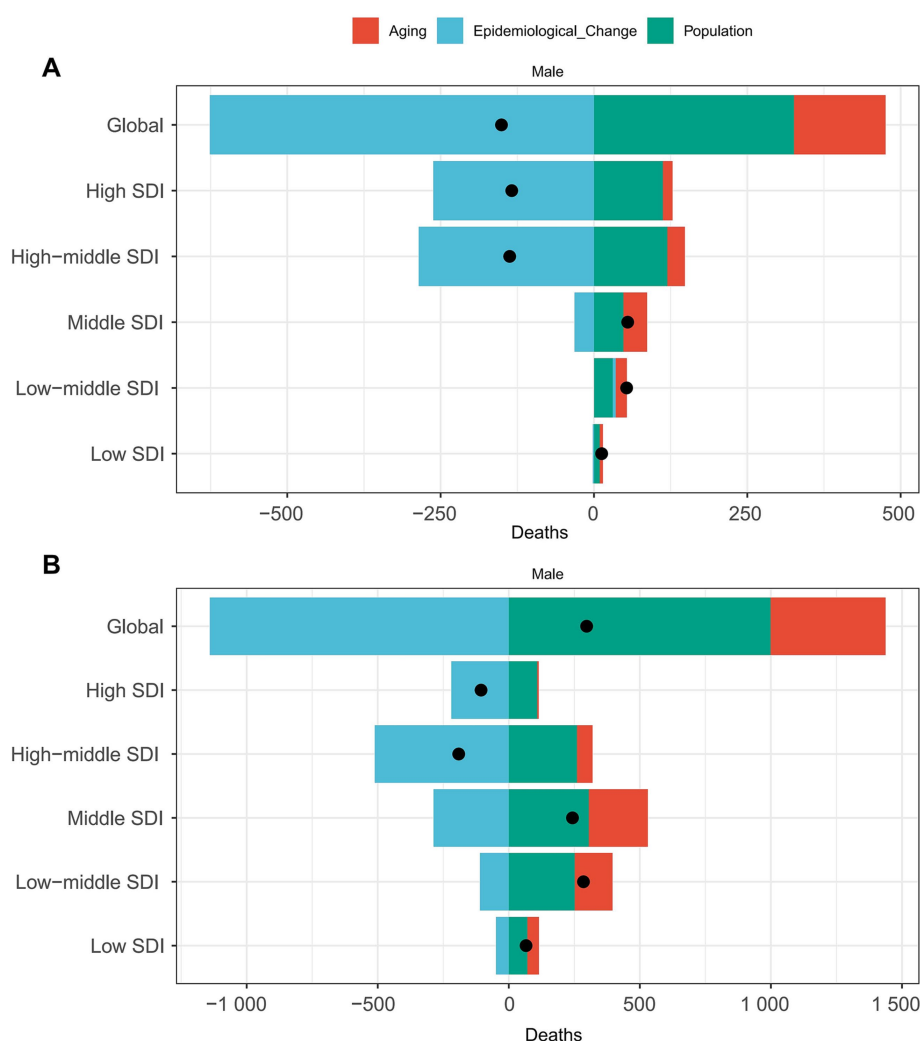 Aging Epidemiological_Change Population
A
Male
Global
High SDI
High−middle SDI
Middle SDI
Low−middle SDI
Low SDI
−500 −250 0 250 500
Deaths
B
Male
Global
High SDI
High−middle SDI
Middle SDI
Low−middle SDI
Low SDI
−1 000 −500 0 500 1 000 1 500
Deaths